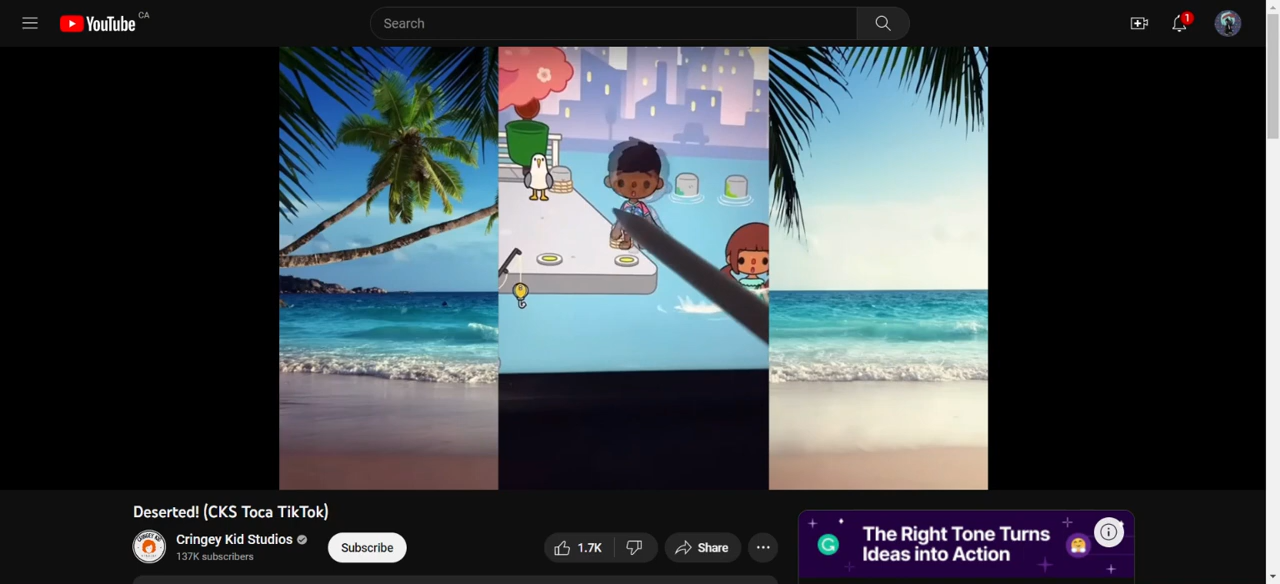 YouTube CA
Search
1
Deserted! (CKS Toca TikTok)
Cringey Kid Studios
137K subscribers
Subscribe
1.7K
Share
The Right Tone Turns
Ideas into Action